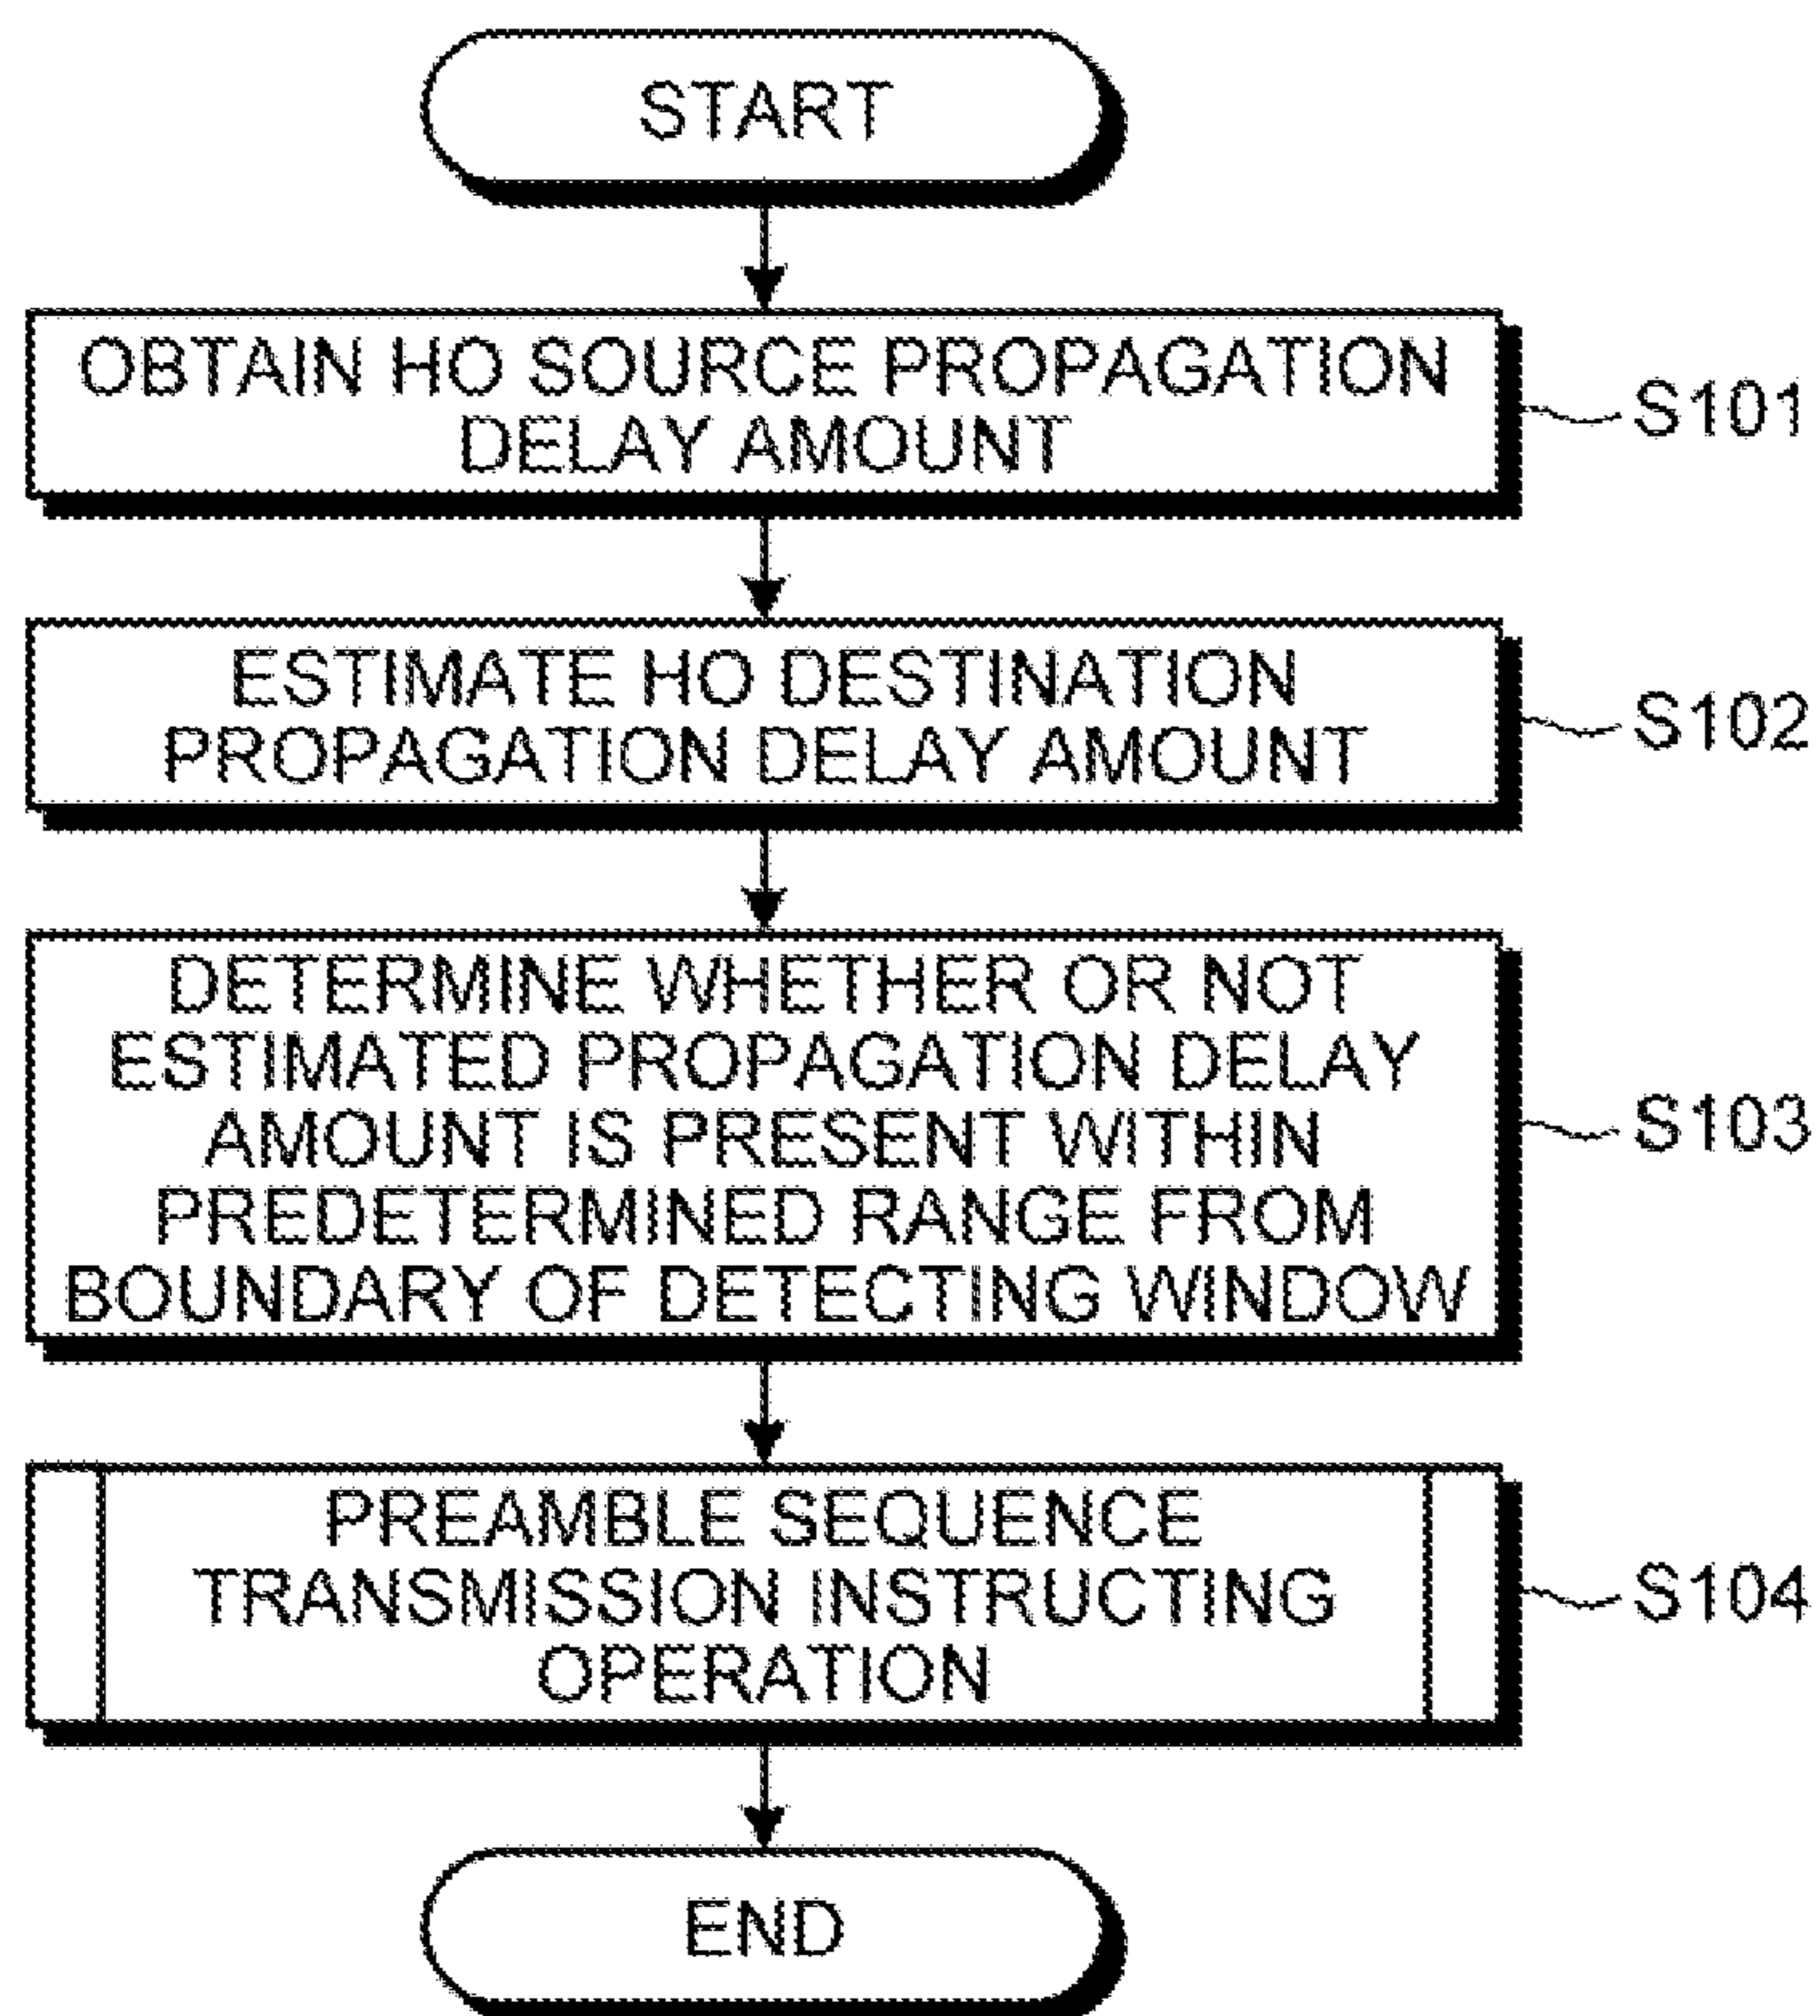 START
OBTAIN HO SOURCE PROPAGATION
DELAY AMOUNT
S101
ESTIMATE HO DESTINATION
PROPAGATION DELAY AMOUNT
S102
DETERMINE WHETHER OR NOT
ESTIMATED PROPAGATION DELAY
AMOUNT IS PRESENT WITHIN
PREDETERMINED RANGE FROM
BOUNDARY OF DETECTING WINDOW
S103
PREAMBLE SEQUENCE
TRANSMISSION INSTRUCTING
OPERATION
S104
END